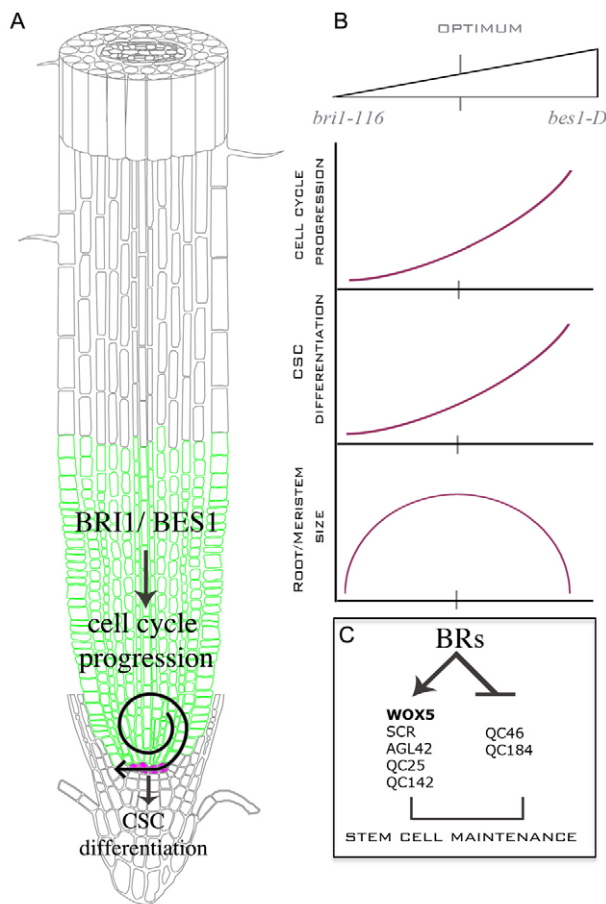 A
BRI1/ BES1
cell cycle
progression
CSC
differentiation
B
OPTIMUM
bri1-116
bes1-D
CELL CYCLE
PROGRESSION
CSC
DIFFERENTIATION
ROOT/MERISTEM
SIZE
C
BRs
WOX5
SCR
AGL42
QC25
QC142
QC46
QC184
STEM CELL MAINTENANCE